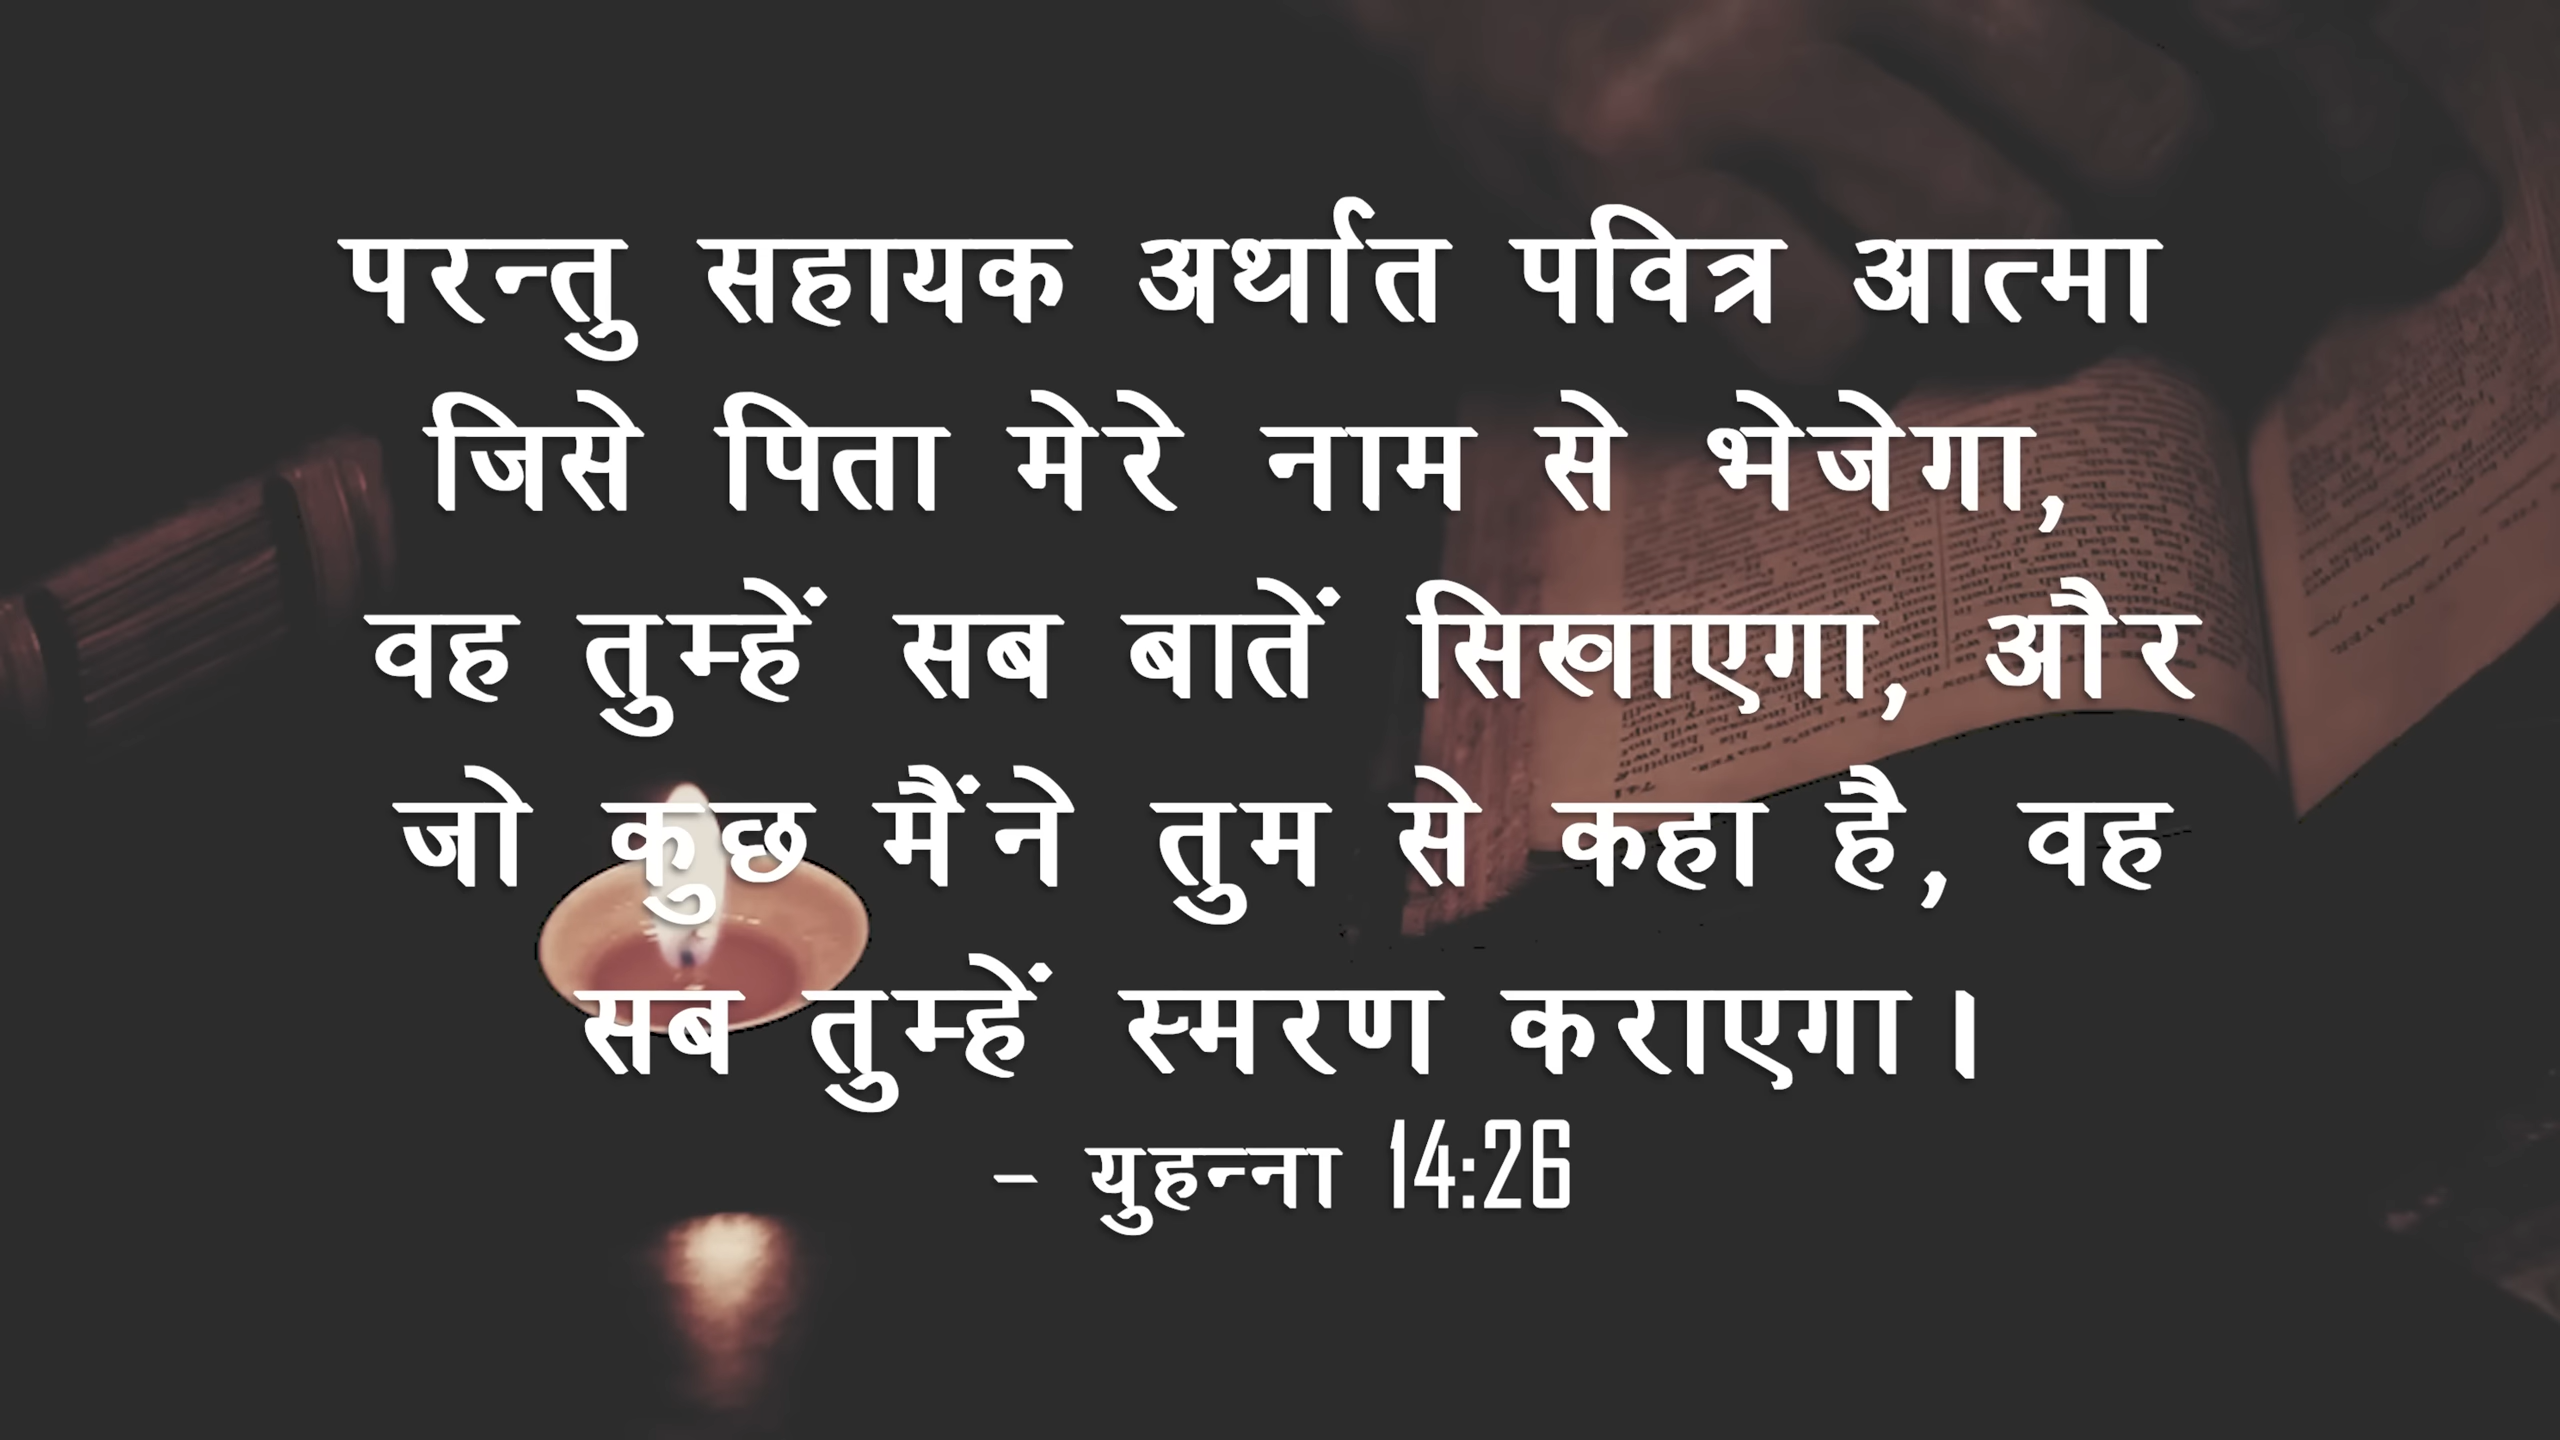 परन्तु सहायक अर्थात पवित्र आत्मा
जिसे पिता मेरे नाम से भेजेगा,
वह तुम्हें सब बातें सिखाएगा, और
जो कुछ मैंने तुम से कहा है, वह
सब तुम्हें स्मरण कराएगा।
– युहन्ना 14:26